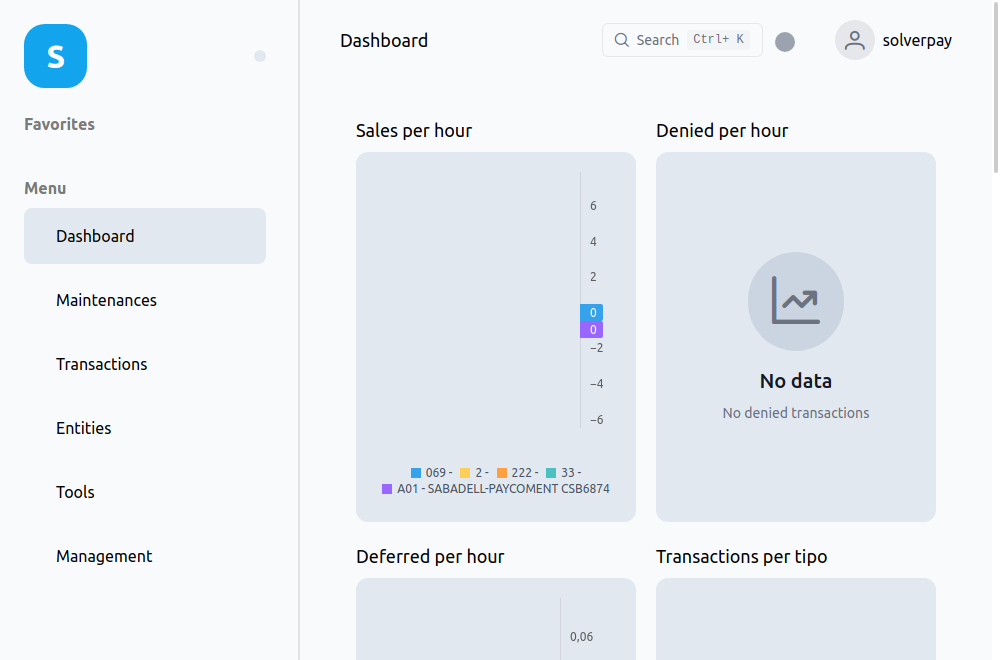 S
Favorites
Menu
Dashboard
Maintenances
Transactions
Entities
Tools
Management
Dashboard
Search Ctrl+ K
solverpay
Sales per hour
6
4
2
0
0
−2
−4
−6
069 - 2 - 222 - 33 -
A01 - SABADELL-PAYCOMENT CSB6874
Denied per hour
No data
No denied transactions
Deferred per hour
0,06
Transactions per tipo